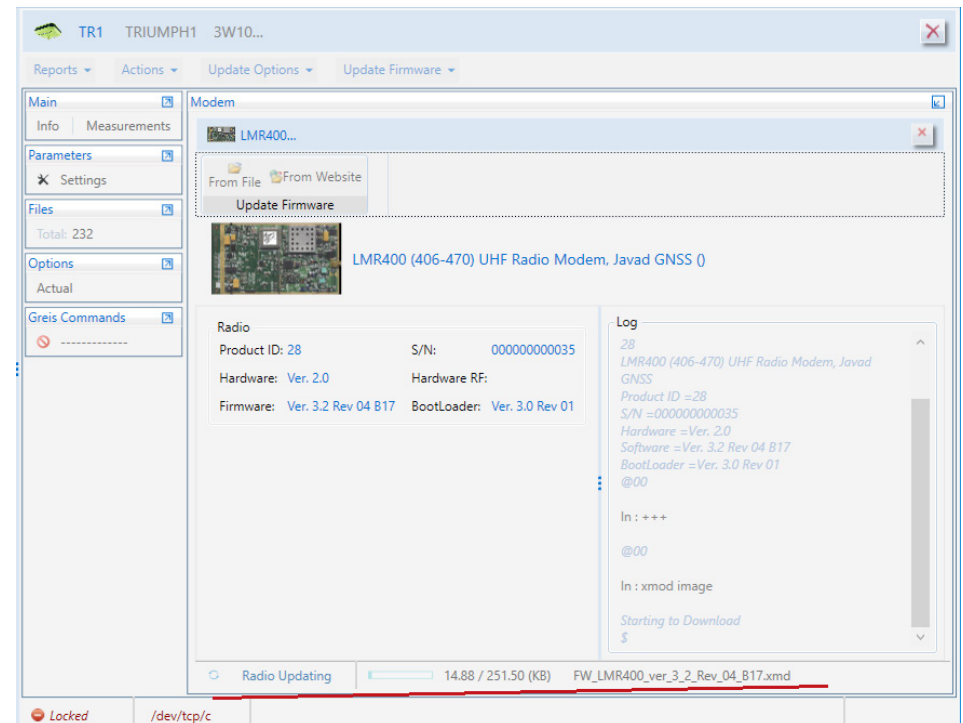 TR1 TRIUMPH1 3W10...
Reports Actions Update Options Update Firmware
Main
Info Measurements
Parameters
Settings
Files
Total: 232
Options
Actual
Greis Commands
-------------
Modem
LMR400...
From File From Website
Update Firmware
LMR400 (406-470) UHF Radio Modem, Javad GNSS ()
Radio
Product ID: 28 S/N: 000000000035
Hardware: Ver. 2.0 Hardware RF:
Firmware: Ver. 3.2 Rev 04 B17 BootLoader: Ver. 3.0 Rev 01
Log
28
LMR400 (406-470) UHF Radio Modem, Javad
GNSS
Product ID =28
S/N =000000000035
Hardware =Ver. 2.0
Software =Ver. 3.2 Rev 04 B17
BootLoader =Ver. 3.0 Rev 01
@00
In : +++
@00
In : xmod image
Starting to Download
$
Radio Updating 14.88 / 251.50 (KB) FW_LMR400_ver_3_2_Rev_04_B17.xmd
Locked /dev/tcp/c